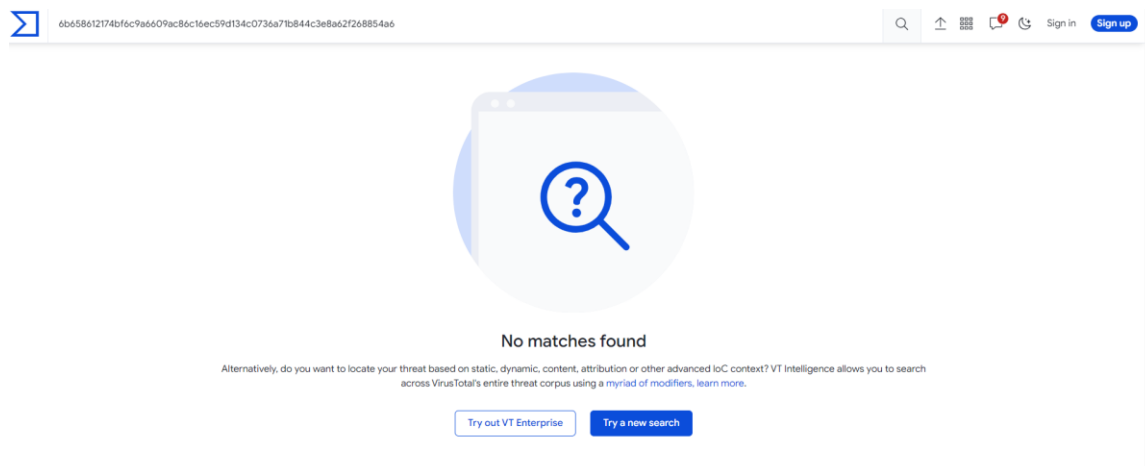 6b658612174bf6c9a6609ac86c16ec59d134c0736a71b844c3e8a62f268854a6
9
Sign in
Sign up
No matches found
Alternatively, do you want to locate your threat based on static, dynamic, content, attribution or other advanced IoC context? VT Intelligence allows you to search
across VirusTotal's entire threat corpus using a myriad of modifiers, learn more.
Try out VT Enterprise
Try a new search